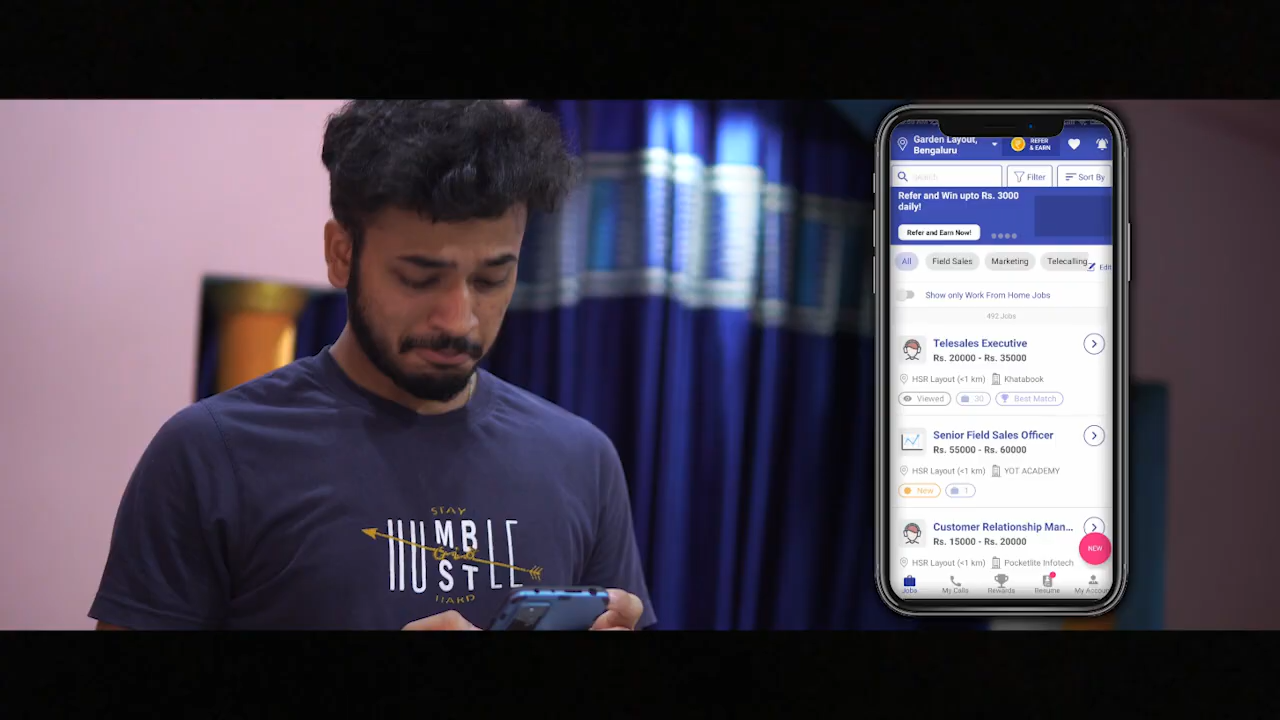 STAY
HUMBLE
HUSTLE
HARD
Garden Layout,
Bengaluru
REFER
& EARN
Search
Filter
Sort By
Refer and Win upto Rs. 3000
daily!
Refer and Earn Now!
All
Field Sales
Marketing
Telecalling
Edit
Show only Work From Home Jobs
492 Jobs
Telesales Executive
Rs. 20000 - Rs. 35000
HSR Layout (<1 km)
Khatabook
Viewed
30
Best Match
Senior Field Sales Officer
Rs. 55000 - Rs. 60000
HSR Layout (<1 km)
YOT ACADEMY
New
1
Customer Relationship Man...
Rs. 15000 - Rs. 20000
NEW
HSR Layout (<1 km)
Pocketlite Infotech
Jobs
My Calls
Rewards
Resume
My Accoun